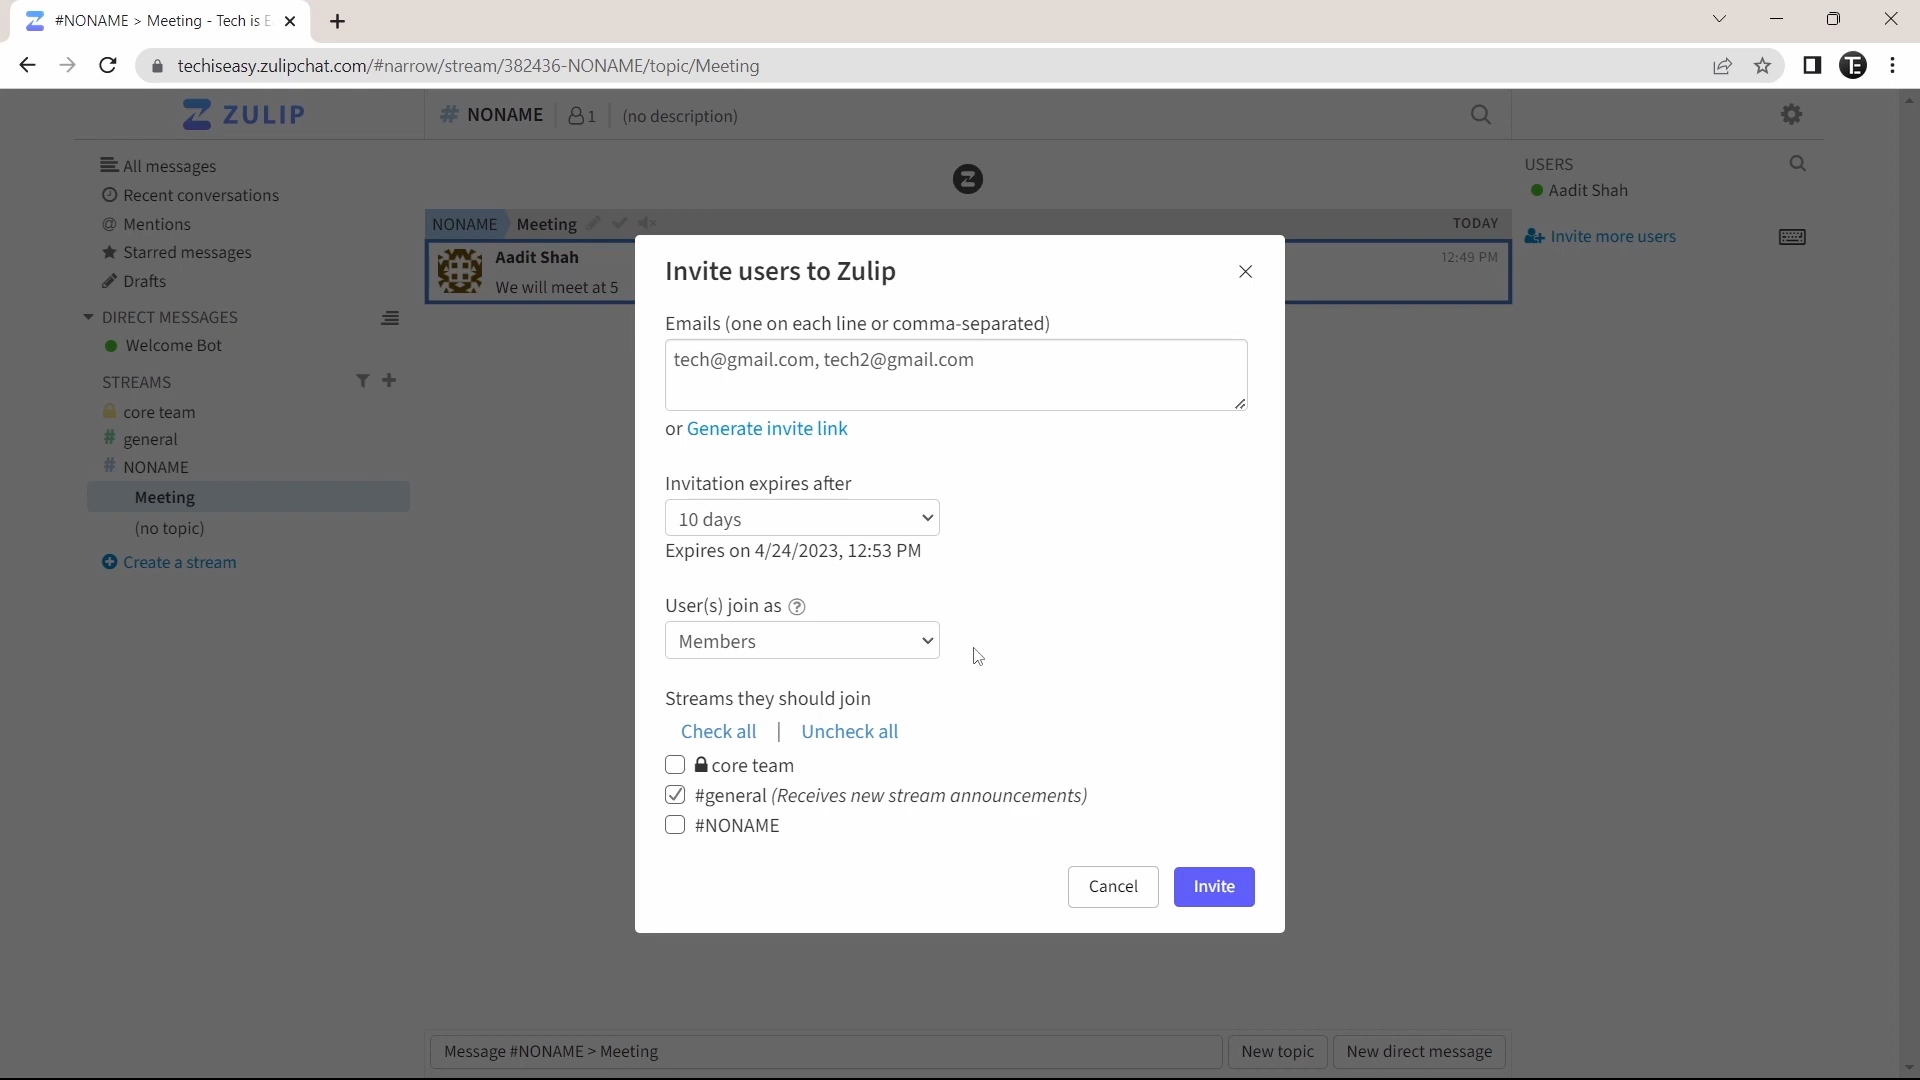 #NONAME > Meeting - Tech is E
techiseasy.zulipchat.com/#narrow/stream/382436-NONAME/topic/Meeting
ZULIP
# NONAME
1
(no description)
All messages
Recent conversations
@ Mentions
Starred messages
Drafts
DIRECT MESSAGES
Welcome Bot
STREAMS
core team
# general
# NONAME
Meeting
(no topic)
Create a stream
NONAME Meeting TODAY
Aadit Shah 12:49 PM
We will meet at 5
Invite users to Zulip
Emails (one on each line or comma-separated)
tech@gmail.com, tech2@gmail.com
or Generate invite link
Invitation expires after
10 days
Expires on 4/24/2023, 12:53 PM
User(s) join as ?
Members
Streams they should join
Check all | Uncheck all
core team
#general (Receives new stream announcements)
#NONAME
Cancel Invite
USERS
Aadit Shah
Invite more users
Message #NONAME > Meeting
New topic
New direct message